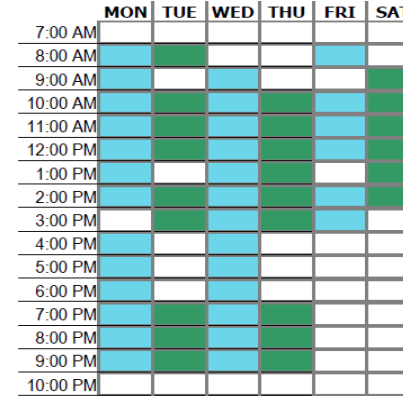 MON TUE WED THU FRI SAT
7:00 AM
8:00 AM
9:00 AM
10:00 AM
11:00 AM
12:00 PM
1:00 PM
2:00 PM
3:00 PM
4:00 PM
5:00 PM
6:00 PM
7:00 PM
8:00 PM
9:00 PM
10:00 PM